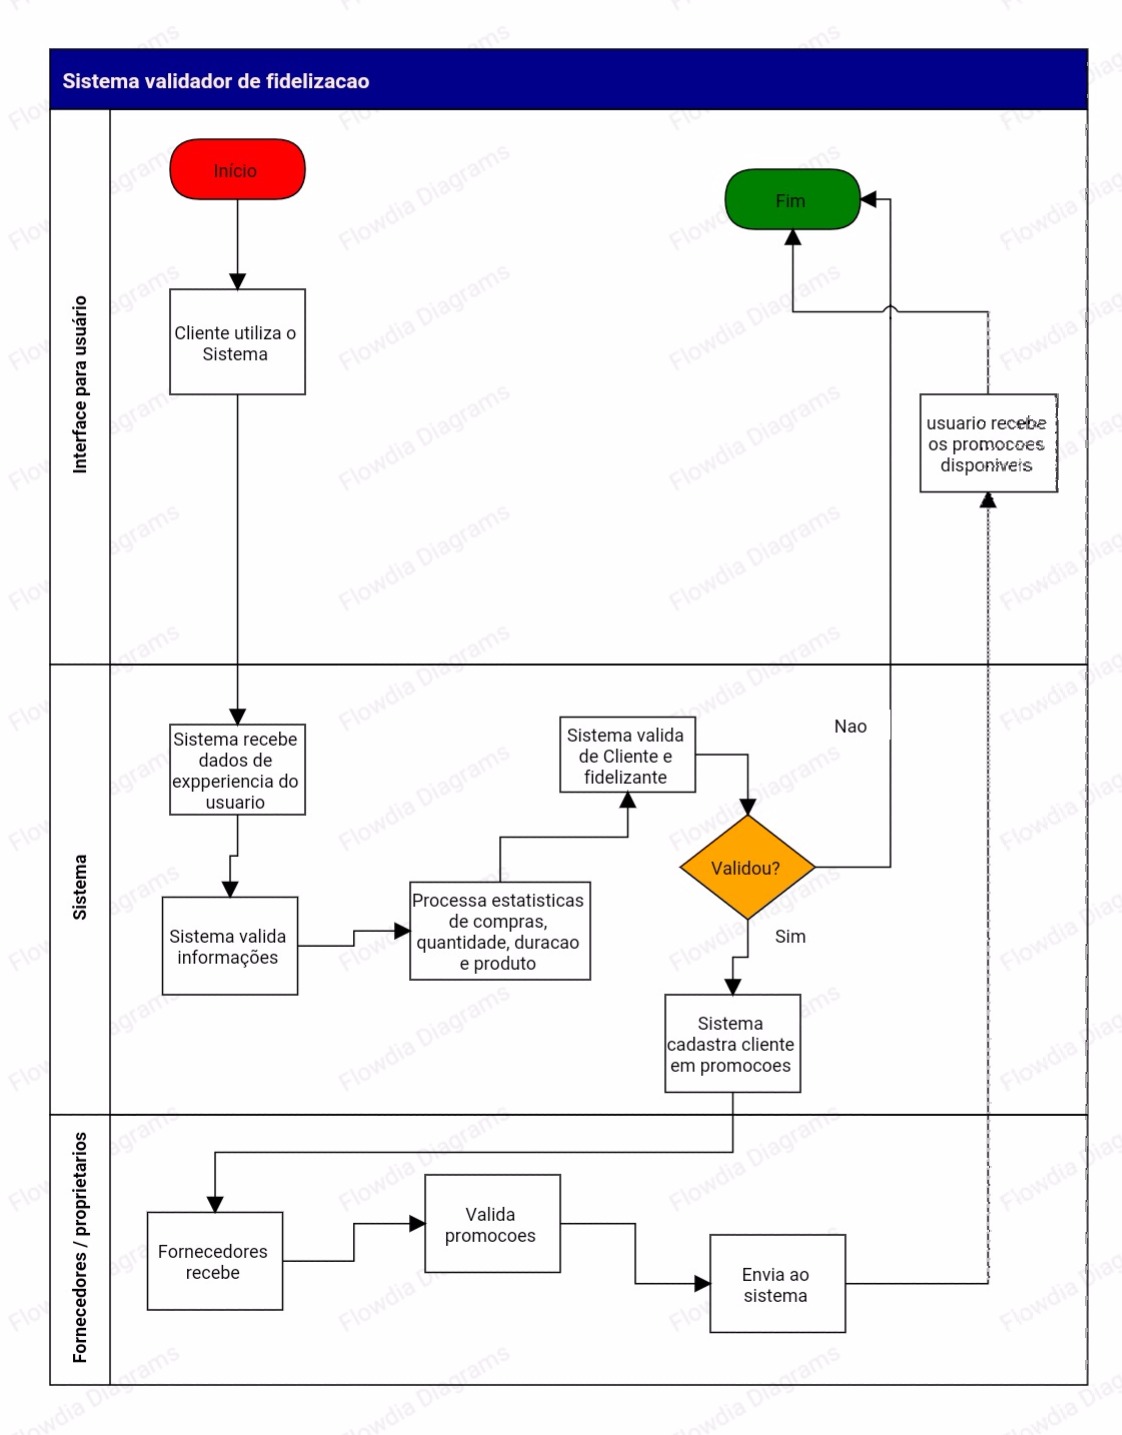 Sistema validador de fidelizacao
Interface para usuário
Início
Fim
Cliente utiliza o
Sistema
usuario recebe
os promocoes
disponiveis
Sistema
Sistema recebe
dados de
expperiencia do
usuario
Sistema valida
de Cliente e
fidelizante
Nao
Validou?
Processa estatisticas
de compras,
quantidade, duracao
e produto
Sistema valida
informações
Sim
Sistema
cadastra cliente
em promocoes
Fornecedores / proprietarios
Fornecedores
recebe
Valida
promocoes
Envia ao
sistema
Flowdia Diagrams